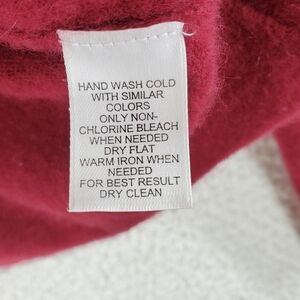 HAND WASH COLD
WITH SIMILAR
COLORS
ONLY NON-
CHLORINE BLEACH
WHEN NEEDED
DRY FLAT
WARM IRON WHEN
NEEDED
FOR BEST RESULT
DRY CLEAN